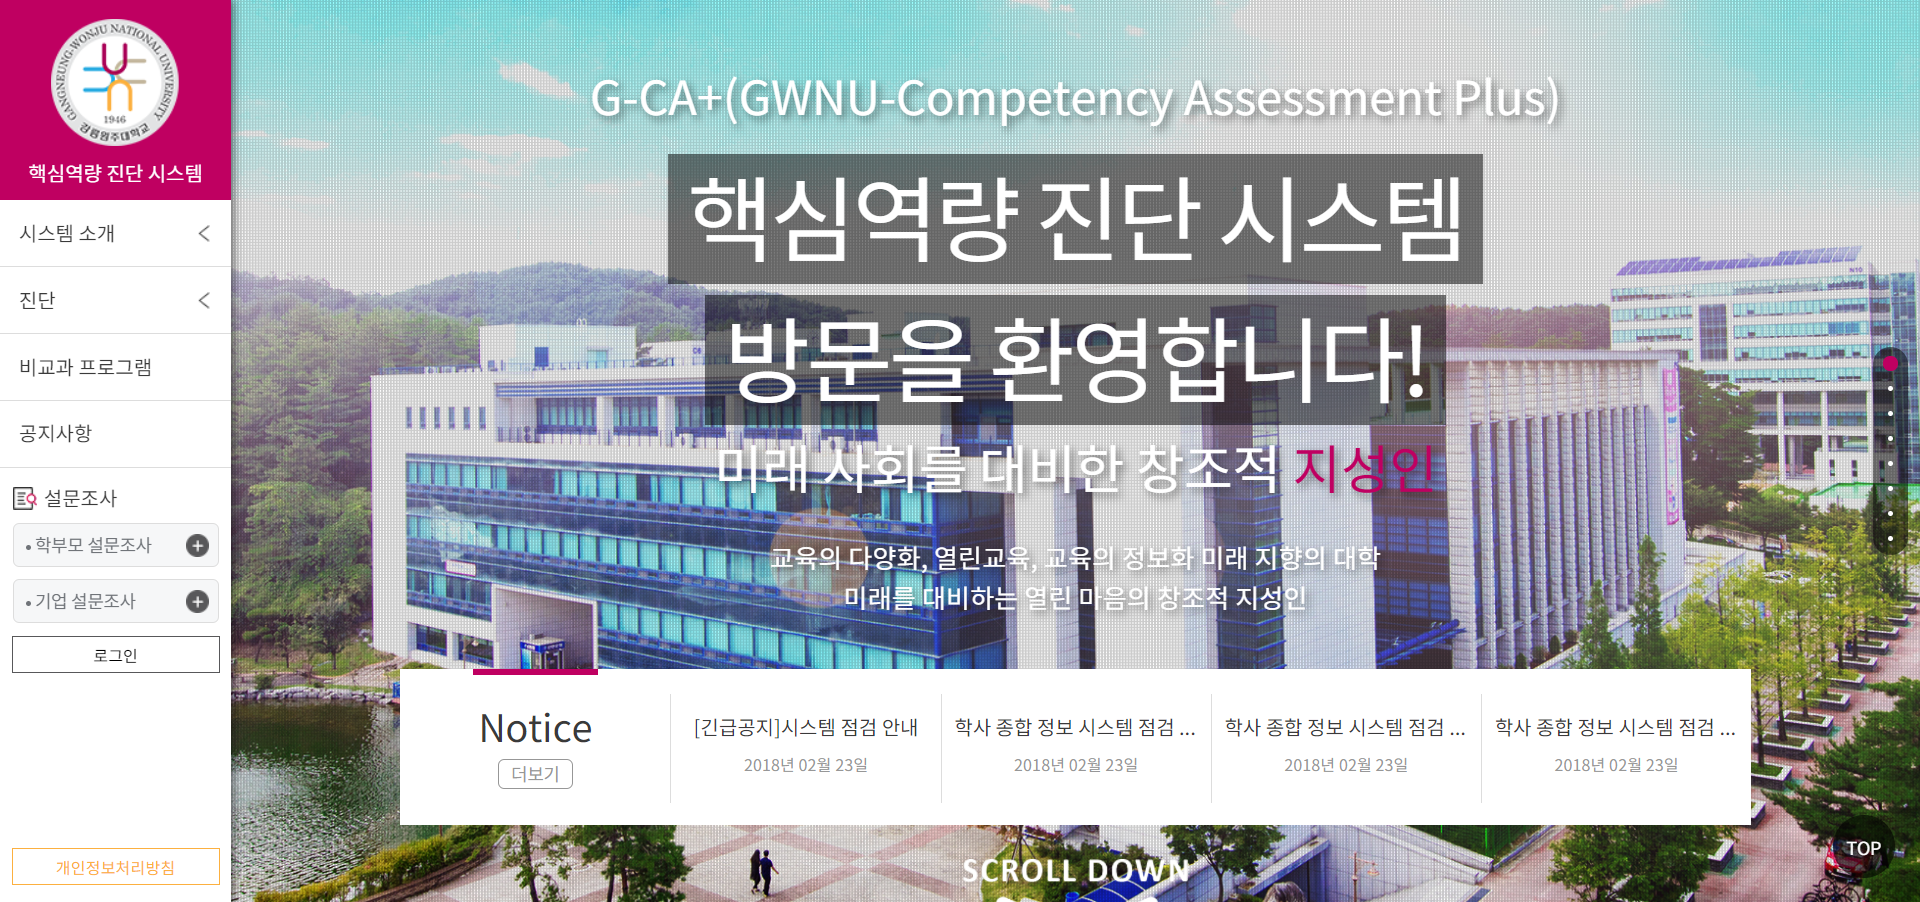 GANGNEUNG-WONJU NATIONAL UNIVERSITY
1946
강릉원주대학교
핵심역량 진단 시스템
시스템 소개
진단
비교과 프로그램
공지사항
설문조사
• 학부모 설문조사
• 기업 설문조사
로그인
개인정보처리방침
G-CA+(GWNU-Competency Assessment Plus)
핵심역량 진단 시스템
방문을 환영합니다!
미래 사회를 대비한 창조적 지성인
교육의 다양화, 열린교육, 교육의 정보화 미래 지향의 대학
미래를 대비하는 열린 마음의 창조적 지성인
Notice
더보기
[긴급공지]시스템 점검 안내
2018년 02월 23일
학사 종합 정보 시스템 점검 ...
2018년 02월 23일
학사 종합 정보 시스템 점검 ...
2018년 02월 23일
학사 종합 정보 시스템 점검 ...
2018년 02월 23일
SCROLL DOWN
TOP